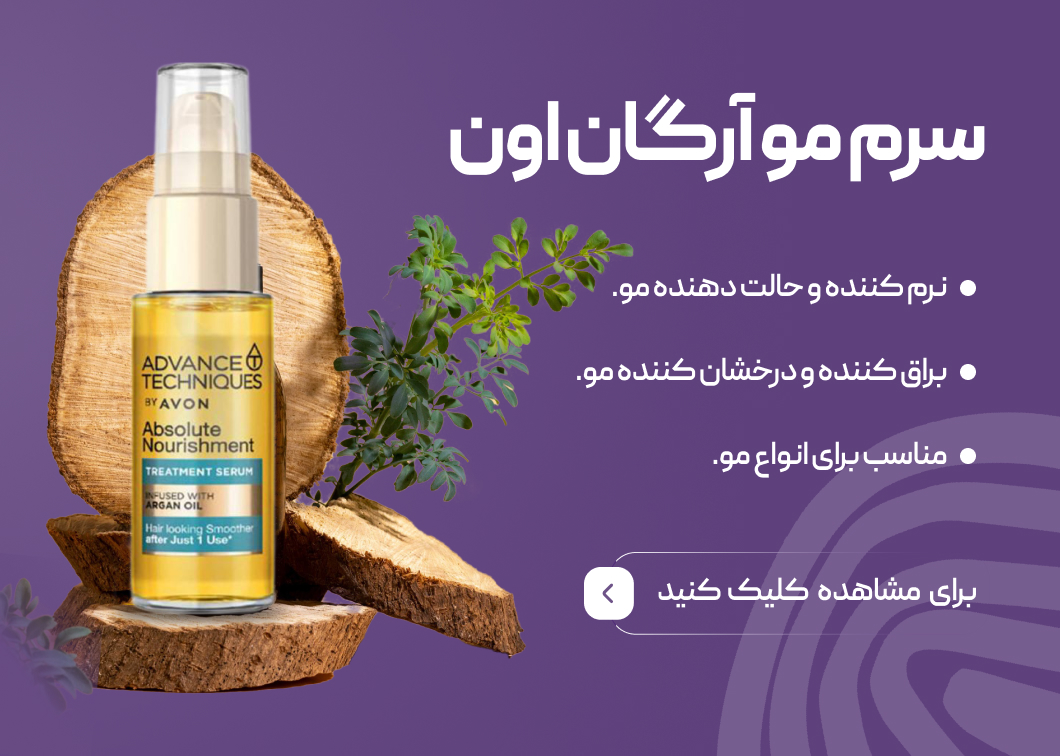 سرم مو آرگان اون
نرم کننده و حالت دهنده مو.
براق کننده و درخشان کننده مو.
مناسب برای انواع مو.
برای مشاهده کلیک کنید
ADVANCE
TECHNIQUES
BY AVON
Absolute
Nourishment
TREATMENT SERUM
INFUSED WITH
ARGAN OIL
Hair looking Smoother
after Just 1 Use*